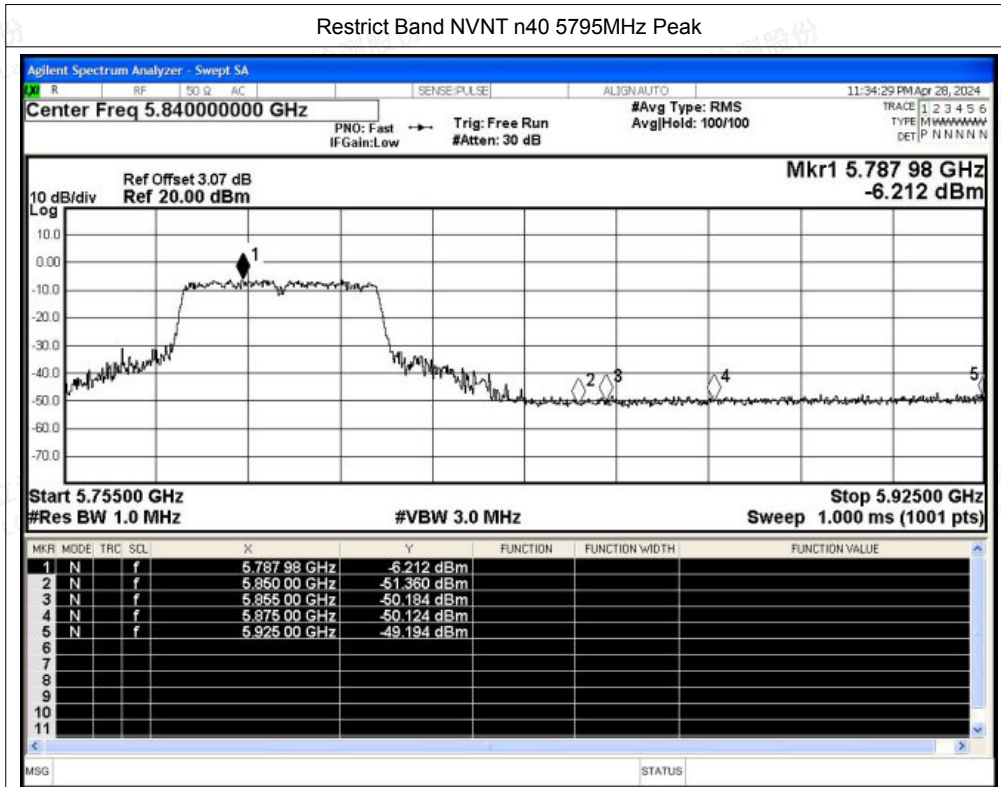 Restrict Band NVNT n40 5795MHz Peak
Agilent Spectrum Analyzer - Swept SA
R RF 50 Ω AC SENSE:PULSE ALIGN AUTO 11:34:29 PM Apr 28, 2024
Center Freq 5.840000000 GHz #Avg Type: RMS TRACE 1 2 3 4 5 6
PNO: Fast Trig: Free Run Avg|Hold: 100/100 TYPE M WWWWW
IFGain:Low #Atten: 30 dB DET P N N N N N
Mkr1 5.787 98 GHz
Ref Offset 3.07 dB
10 dB/div Ref 20.00 dBm -6.212 dBm
Log
10.0
1
0.00
-10.0
-20.0
-30.0
-40.0
2 3 4 5
-50.0
-60.0
-70.0
Start 5.75500 GHz Stop 5.92500 GHz
#Res BW 1.0 MHz #VBW 3.0 MHz Sweep 1.000 ms (1001 pts)
MKR MODE TRC SCL X Y FUNCTION FUNCTION WIDTH FUNCTION VALUE
1 N f 5.787 98 GHz -6.212 dBm
2 N f 5.850 00 GHz -51.360 dBm
3 N f 5.855 00 GHz -50.184 dBm
4 N f 5.875 00 GHz -50.124 dBm
5 N f 5.925 00 GHz -49.194 dBm
6
7
8
9
10
11
MSG STATUS